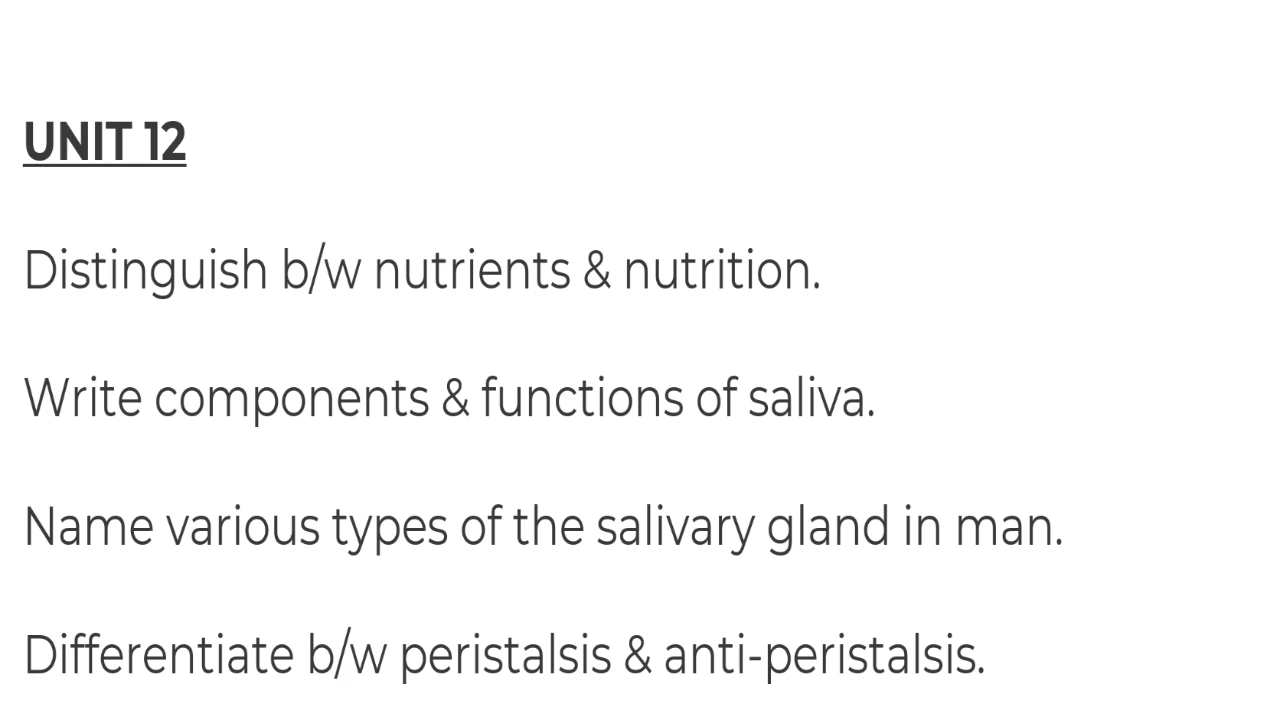 UNIT 12
Distinguish b/w nutrients & nutrition.
Write components & functions of saliva.
Name various types of the salivary gland in man.
Differentiate b/w peristalsis & anti-peristalsis.